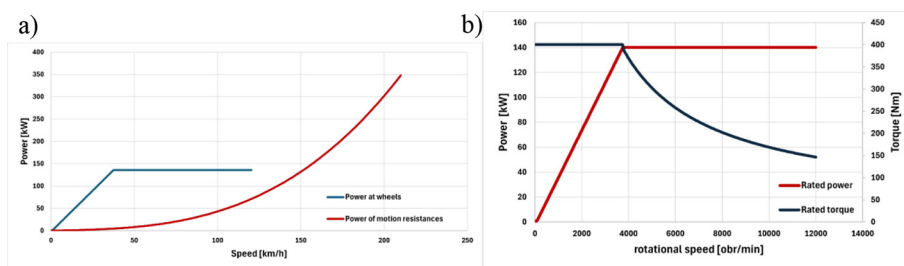 a)
400
350
300
250
200
150
100
50
0
Power [kW]
0 50 100 150 200 250
Speed [km/h]
Power at wheels
Power of motion resistances
b)
160
140
120
100
80
60
40
20
0
Power [kW]
450
400
350
300
250
200
150
100
50
0
Torque [Nm]
0 2000 4000 6000 8000 10000 12000 14000
rotational speed [obr/min]
Rated power
Rated torque